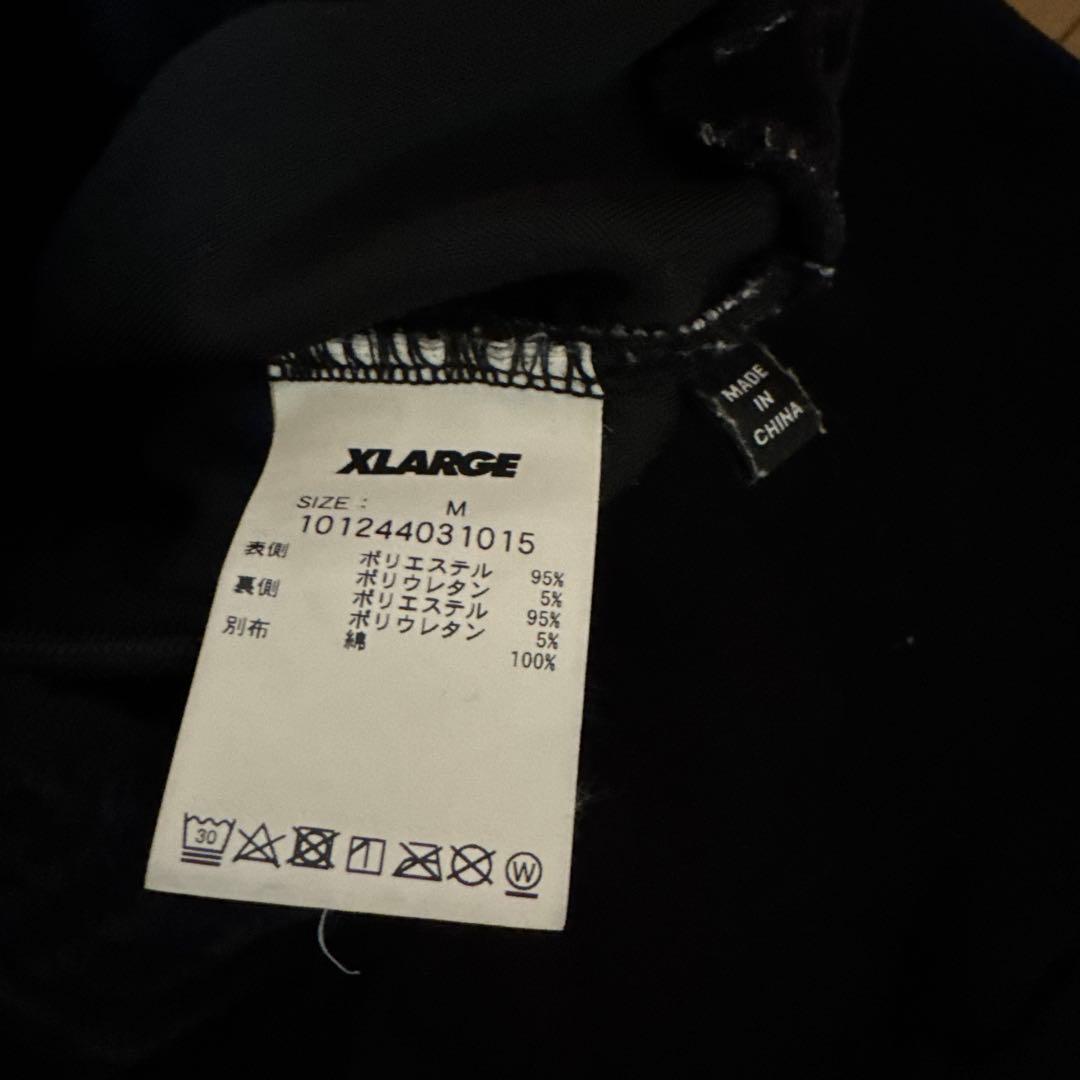 XLARGE
SIZE : M
101244031015
表側 ポリエステル 95%
ポリウレタン 5%
裏側 ポリエステル 95%
ポリウレタン 5%
別布 綿 100%
30
W
MADE
IN
CHINA